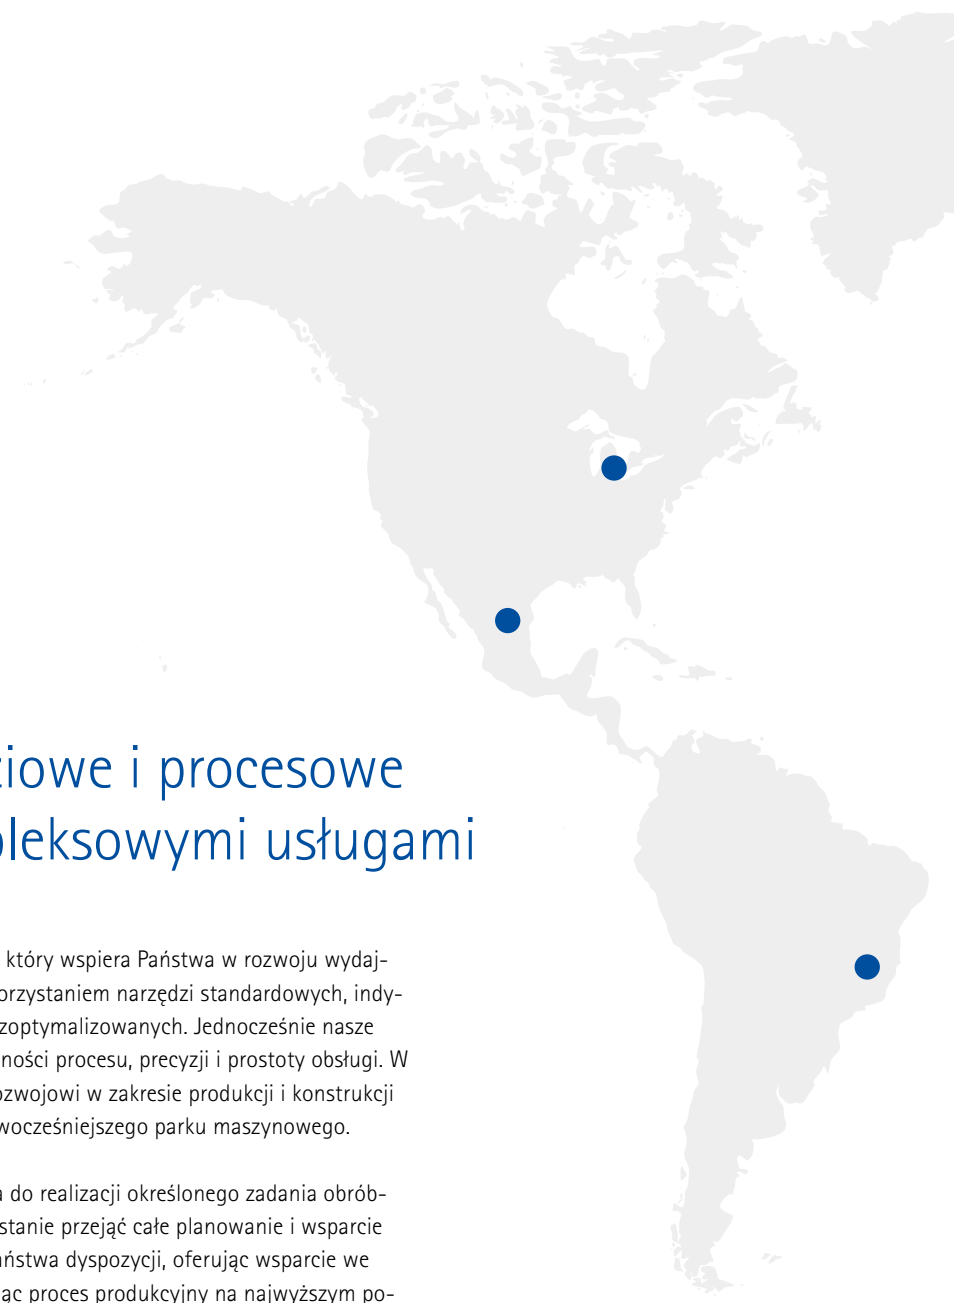 ziowe i procesowe
pleksowymi usługami
który wspiera Państwa w rozwoju wydaj-
orzystaniem narzędzi standardowych, indy-
zoptymalizowanych. Jednocześnie nasze
ności procesu, precyzji i prostoty obsługi. W
ozwojowi w zakresie produkcji i konstrukcji
wocześniejszego parku maszynowego.
a do realizacji określonego zadania obrób-
stanie przejąć całe planowanie i wsparcie
aństwa dyspozycji, oferując wsparcie we
ąc proces produkcyjny na najwyższym po-